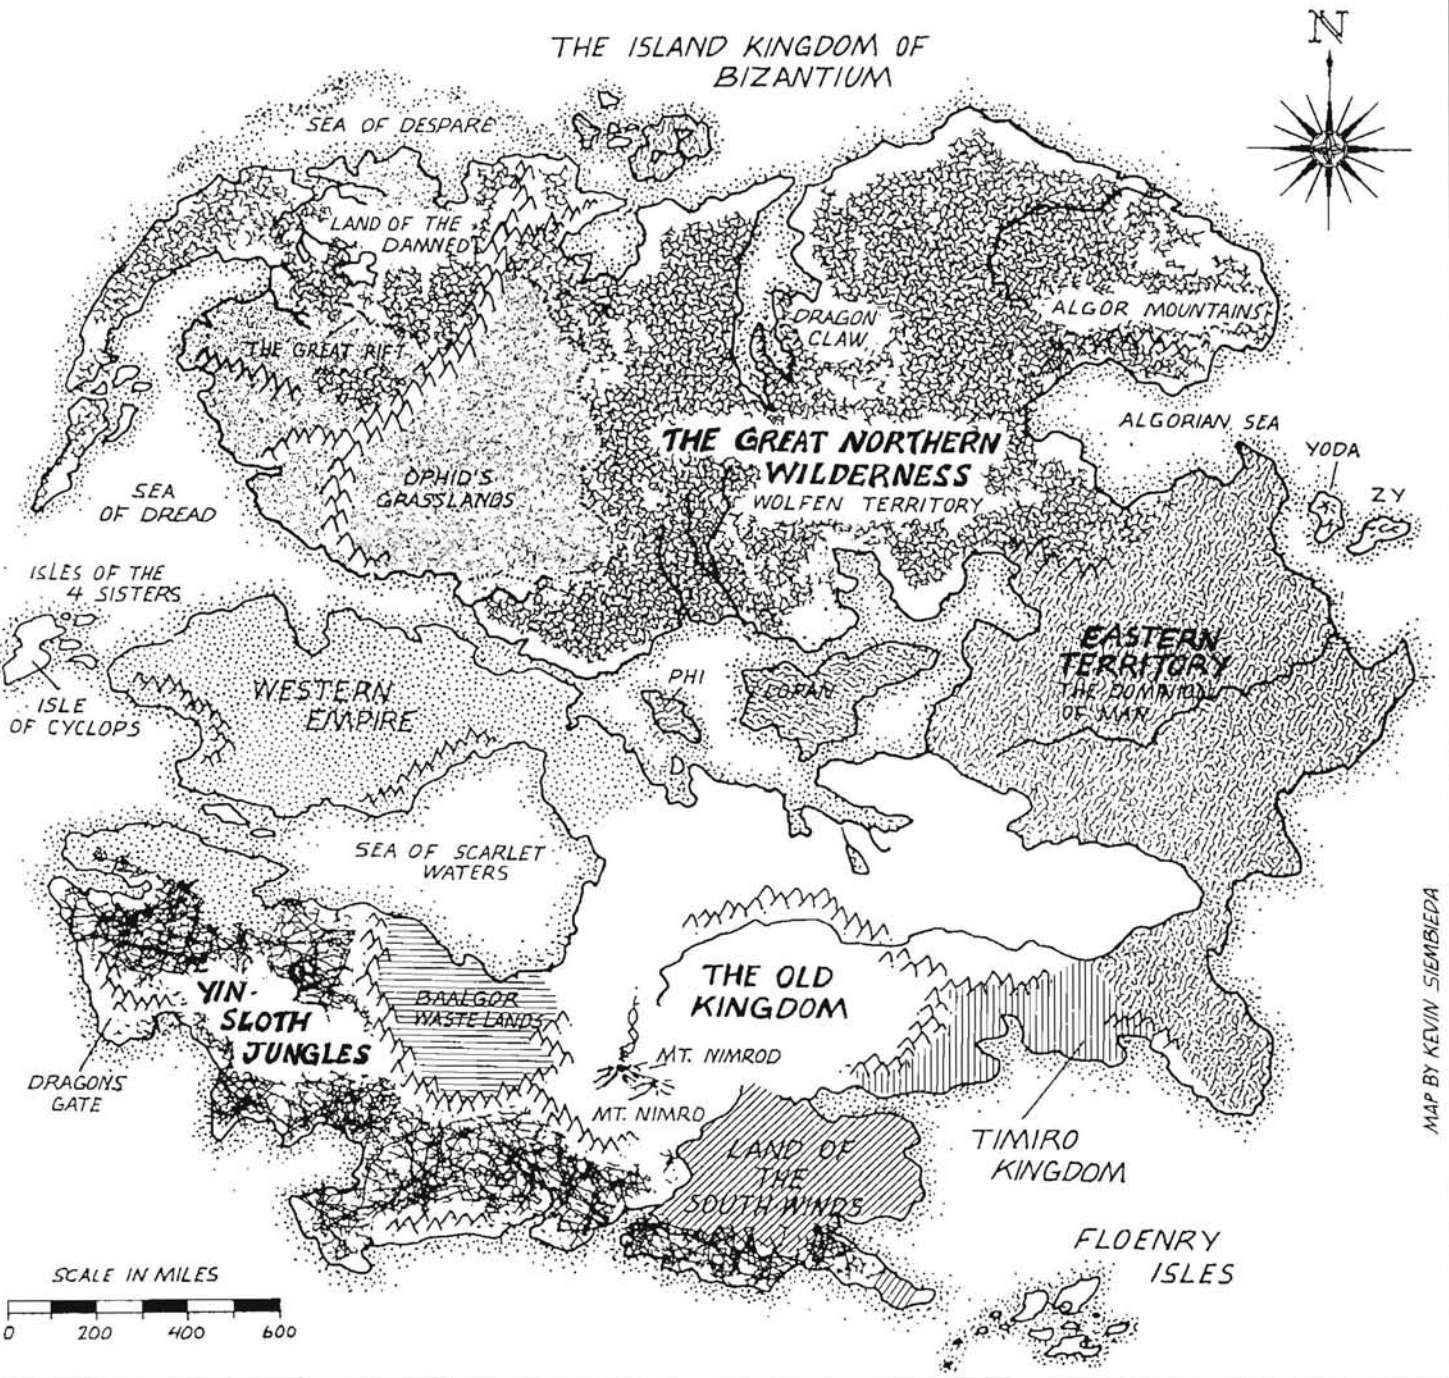 N
THE ISLAND KINGDOM OF
BIZANTIUM
SEA OF DESPARE
LAND OF THE
DAMNED
DRAGON
CLAW
ALGOR MOUNTAINS
THE GREAT RIFT
ALGORIAN SEA
THE GREAT NORTHERN
WILDERNESS
WOLFEN TERRITORY
YODA
ZY
OPHID'S
GRASSLANDS
SEA
OF DREAD
ISLES OF THE
4 SISTERS
ISLE
OF CYCLOPS
WESTERN
EMPIRE
PHI
LOPAN
EASTERN
TERRITORY
THE DOMINION
OF MAN
SEA OF SCARLET
WATERS
YIN-
SLOTH
JUNGLES
BAALGOR
WASTELANDS
THE OLD
KINGDOM
MT. NIMROD
MT. NIMRO
DRAGONS
GATE
LAND OF
THE
SOUTH WINDS
TIMIRO
KINGDOM
FLOENRY
ISLES
SCALE IN MILES
0 200 400 600
MAP BY KEVIN SIEMBIEDA